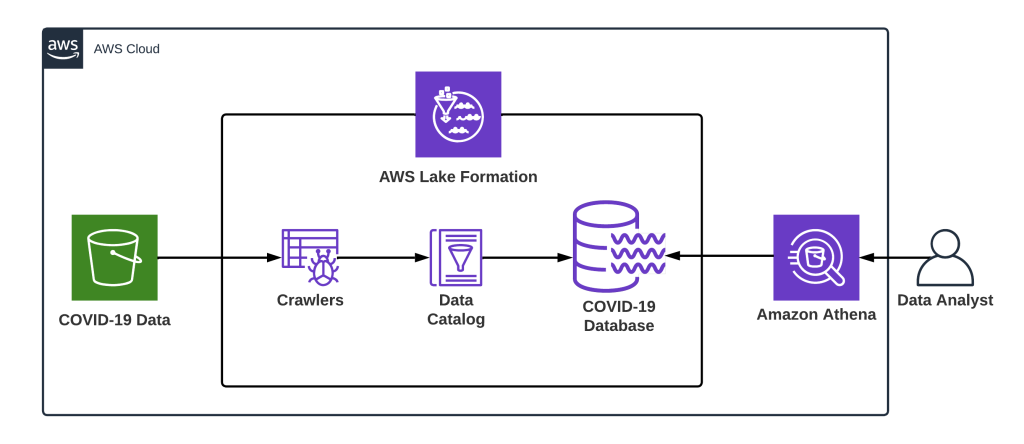 aws
AWS Cloud
AWS Lake Formation
COVID-19 Data
Crawlers
Data
Catalog
COVID-19
Database
Amazon Athena
Data Analyst